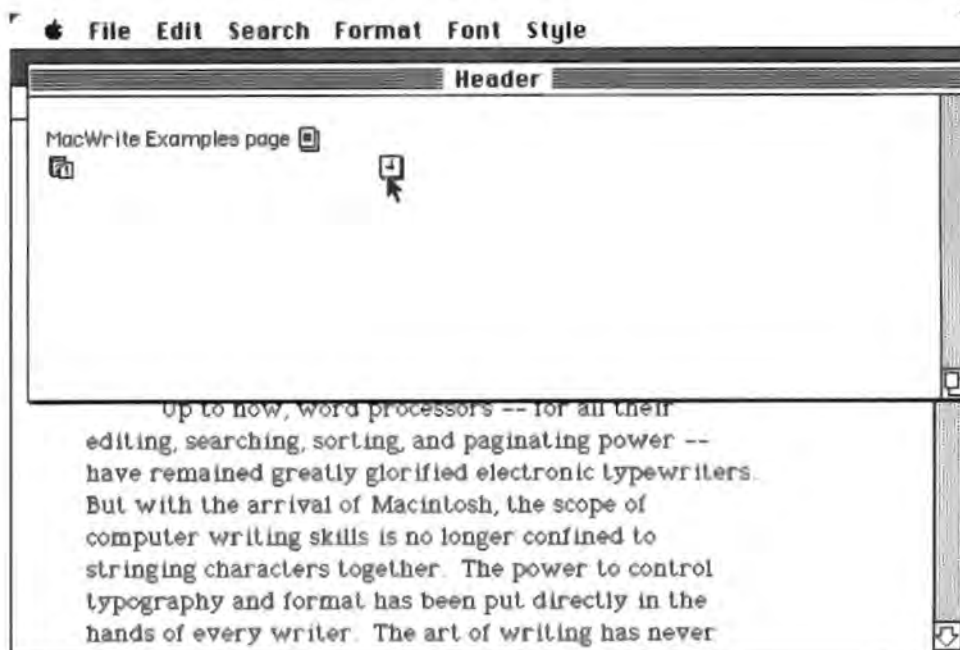 File Edit Search Format Font Style
Header
MacWrite Examples page
Up to now, word processors -- for all their
editing, searching, sorting, and paginating power --
have remained greatly glorified electronic typewriters.
But with the arrival of Macintosh, the scope of
computer writing skills is no longer confined to
stringing characters together. The power to control
typography and format has been put directly in the
hands of every writer. The art of writing has never